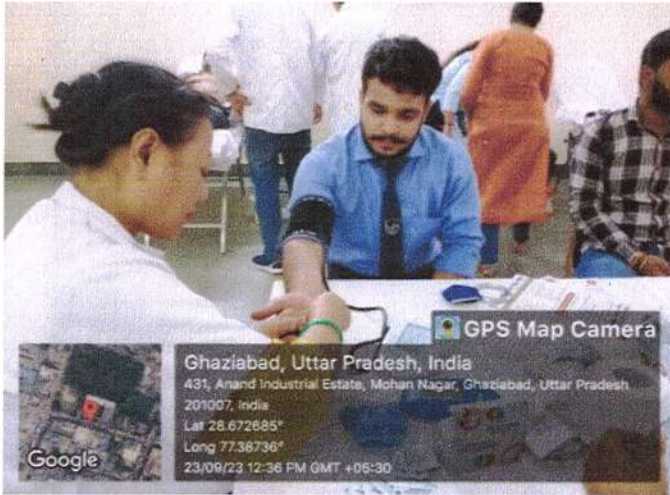 GPS Map Camera
Ghaziabad, Uttar Pradesh, India
431, Anand Industrial Estate, Mohan Nagar, Ghaziabad, Uttar Pradesh
201007, India
Lat 28.672685°
Long 77.38736°
23/09/23 12:36 PM GMT +05:30
Google